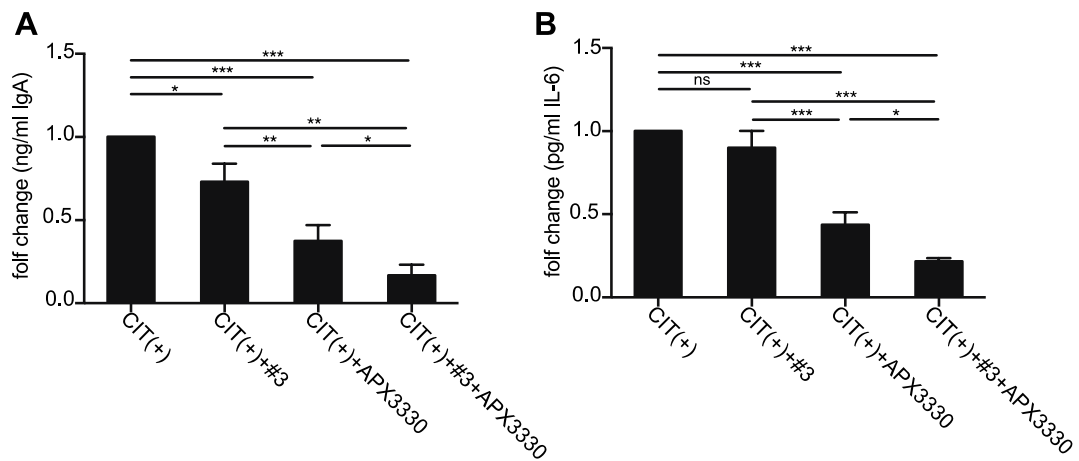 A
1.5
1.0
0.5
0.0
folf change (ng/ml IgA)
***
***
*
**
**
*
CIT(+)
CIT(+)+#3
CIT(+)+APX3330
CIT(+)+#3+APX3330
B
1.5
1.0
0.5
0.0
folf change (pg/ml IL-6)
***
***
ns
***
***
*
CIT(+)
CIT(+)+#3
CIT(+)+APX3330
CIT(+)+#3+APX3330